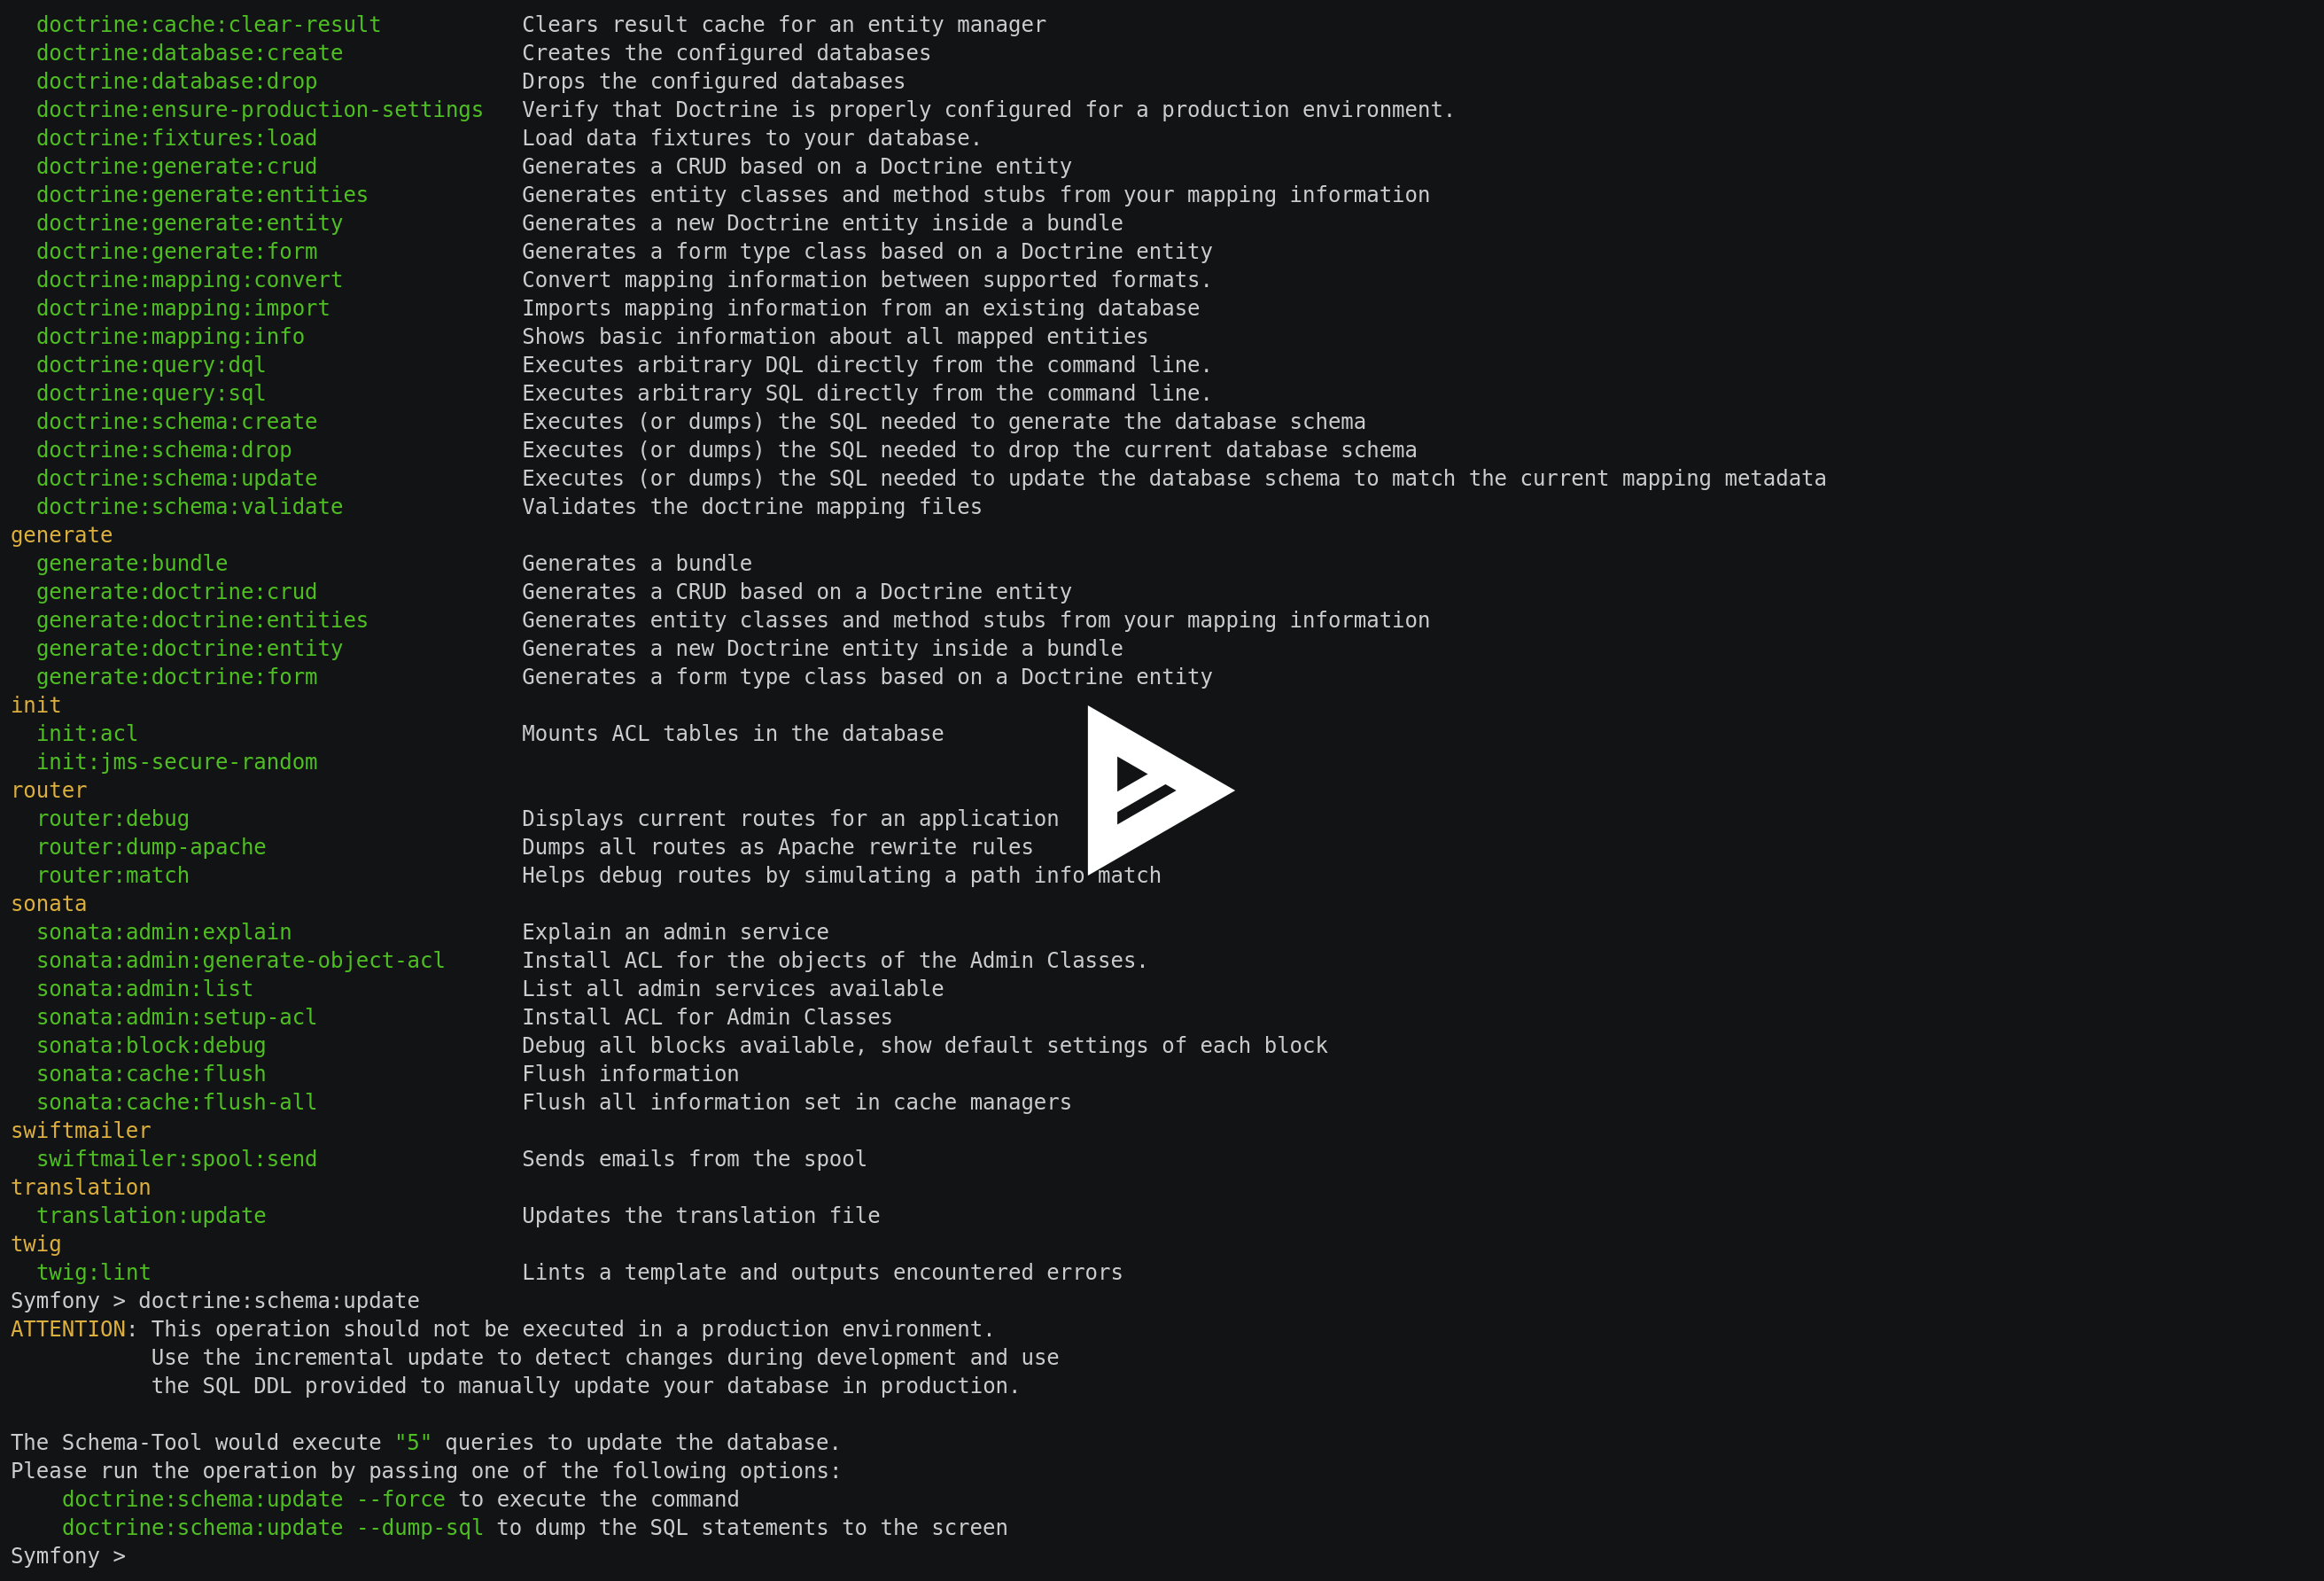 doctrine:cache:clear-result Clears result cache for an entity manager
doctrine:database:create Creates the configured databases
doctrine:database:drop Drops the configured databases
doctrine:ensure-production-settings Verify that Doctrine is properly configured for a production environment.
doctrine:fixtures:load Load data fixtures to your database.
doctrine:generate:crud Generates a CRUD based on a Doctrine entity
doctrine:generate:entities Generates entity classes and method stubs from your mapping information
doctrine:generate:entity Generates a new Doctrine entity inside a bundle
doctrine:generate:form Generates a form type class based on a Doctrine entity
doctrine:mapping:convert Convert mapping information between supported formats.
doctrine:mapping:import Imports mapping information from an existing database
doctrine:mapping:info Shows basic information about all mapped entities
doctrine:query:dql Executes arbitrary DQL directly from the command line.
doctrine:query:sql Executes arbitrary SQL directly from the command line.
doctrine:schema:create Executes (or dumps) the SQL needed to generate the database schema
doctrine:schema:drop Executes (or dumps) the SQL needed to drop the current database schema
doctrine:schema:update Executes (or dumps) the SQL needed to update the database schema to match the current mapping metadata
doctrine:schema:validate Validates the doctrine mapping files
generate
generate:bundle Generates a bundle
generate:doctrine:crud Generates a CRUD based on a Doctrine entity
generate:doctrine:entities Generates entity classes and method stubs from your mapping information
generate:doctrine:entity Generates a new Doctrine entity inside a bundle
generate:doctrine:form Generates a form type class based on a Doctrine entity
init
init:acl Mounts ACL tables in the database
init:jms-secure-random
router
router:debug Displays current routes for an application
router:dump-apache Dumps all routes as Apache rewrite rules
router:match Helps debug routes by simulating a path info match
sonata
sonata:admin:explain Explain an admin service
sonata:admin:generate-object-acl Install ACL for the objects of the Admin Classes.
sonata:admin:list List all admin services available
sonata:admin:setup-acl Install ACL for Admin Classes
sonata:block:debug Debug all blocks available, show default settings of each block
sonata:cache:flush Flush information
sonata:cache:flush-all Flush all information set in cache managers
swiftmailer
swiftmailer:spool:send Sends emails from the spool
translation
translation:update Updates the translation file
twig
twig:lint Lints a template and outputs encountered errors
Symfony > doctrine:schema:update
ATTENTION: This operation should not be executed in a production environment.
Use the incremental update to detect changes during development and use
the SQL DDL provided to manually update your database in production.
The Schema-Tool would execute "5" queries to update the database.
Please run the operation by passing one of the following options:
doctrine:schema:update --force to execute the command
doctrine:schema:update --dump-sql to dump the SQL statements to the screen
Symfony >